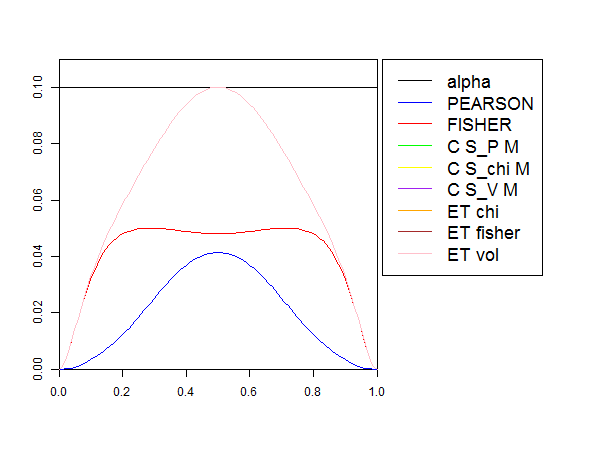 0.10
0.08
0.06
0.04
0.02
0.00
0.0 0.2 0.4 0.6 0.8 1.0
alpha
PEARSON
FISHER
C S_P M
C S_chi M
C S_V M
ET chi
ET fisher
ET vol